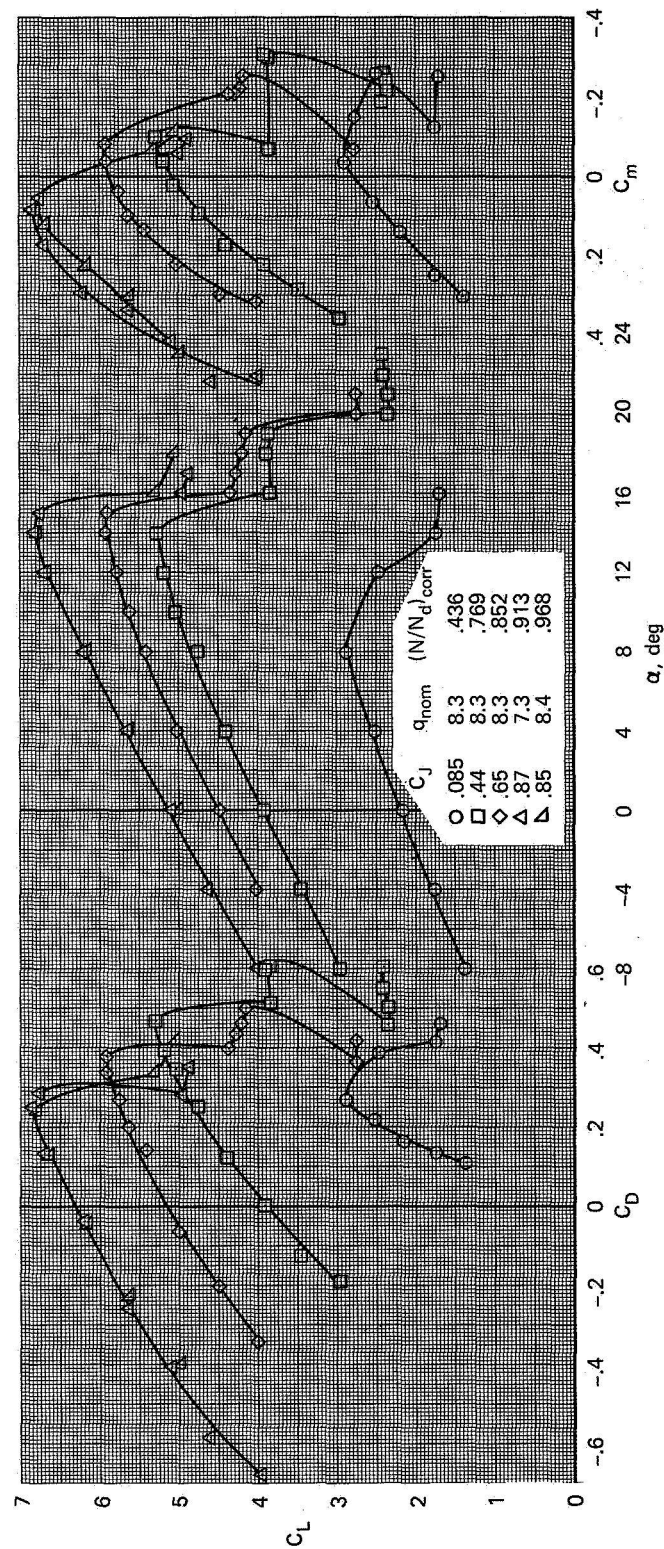 7
6
5
4
3
2
1
0
C_L
-.6 -.4 -.2 0 .2 .4 .6
C_D
-8 -4 0 4 8 12 16 20 24
α, deg
.4 .2 0 -.2 -.4
C_m
C_J q_nom (N/N_d)_corr
○ .085 8.3 .436
□ .44 8.3 .769
◇ .65 8.3 .852
△ .87 7.3 .913
▷ .85 8.4 .968